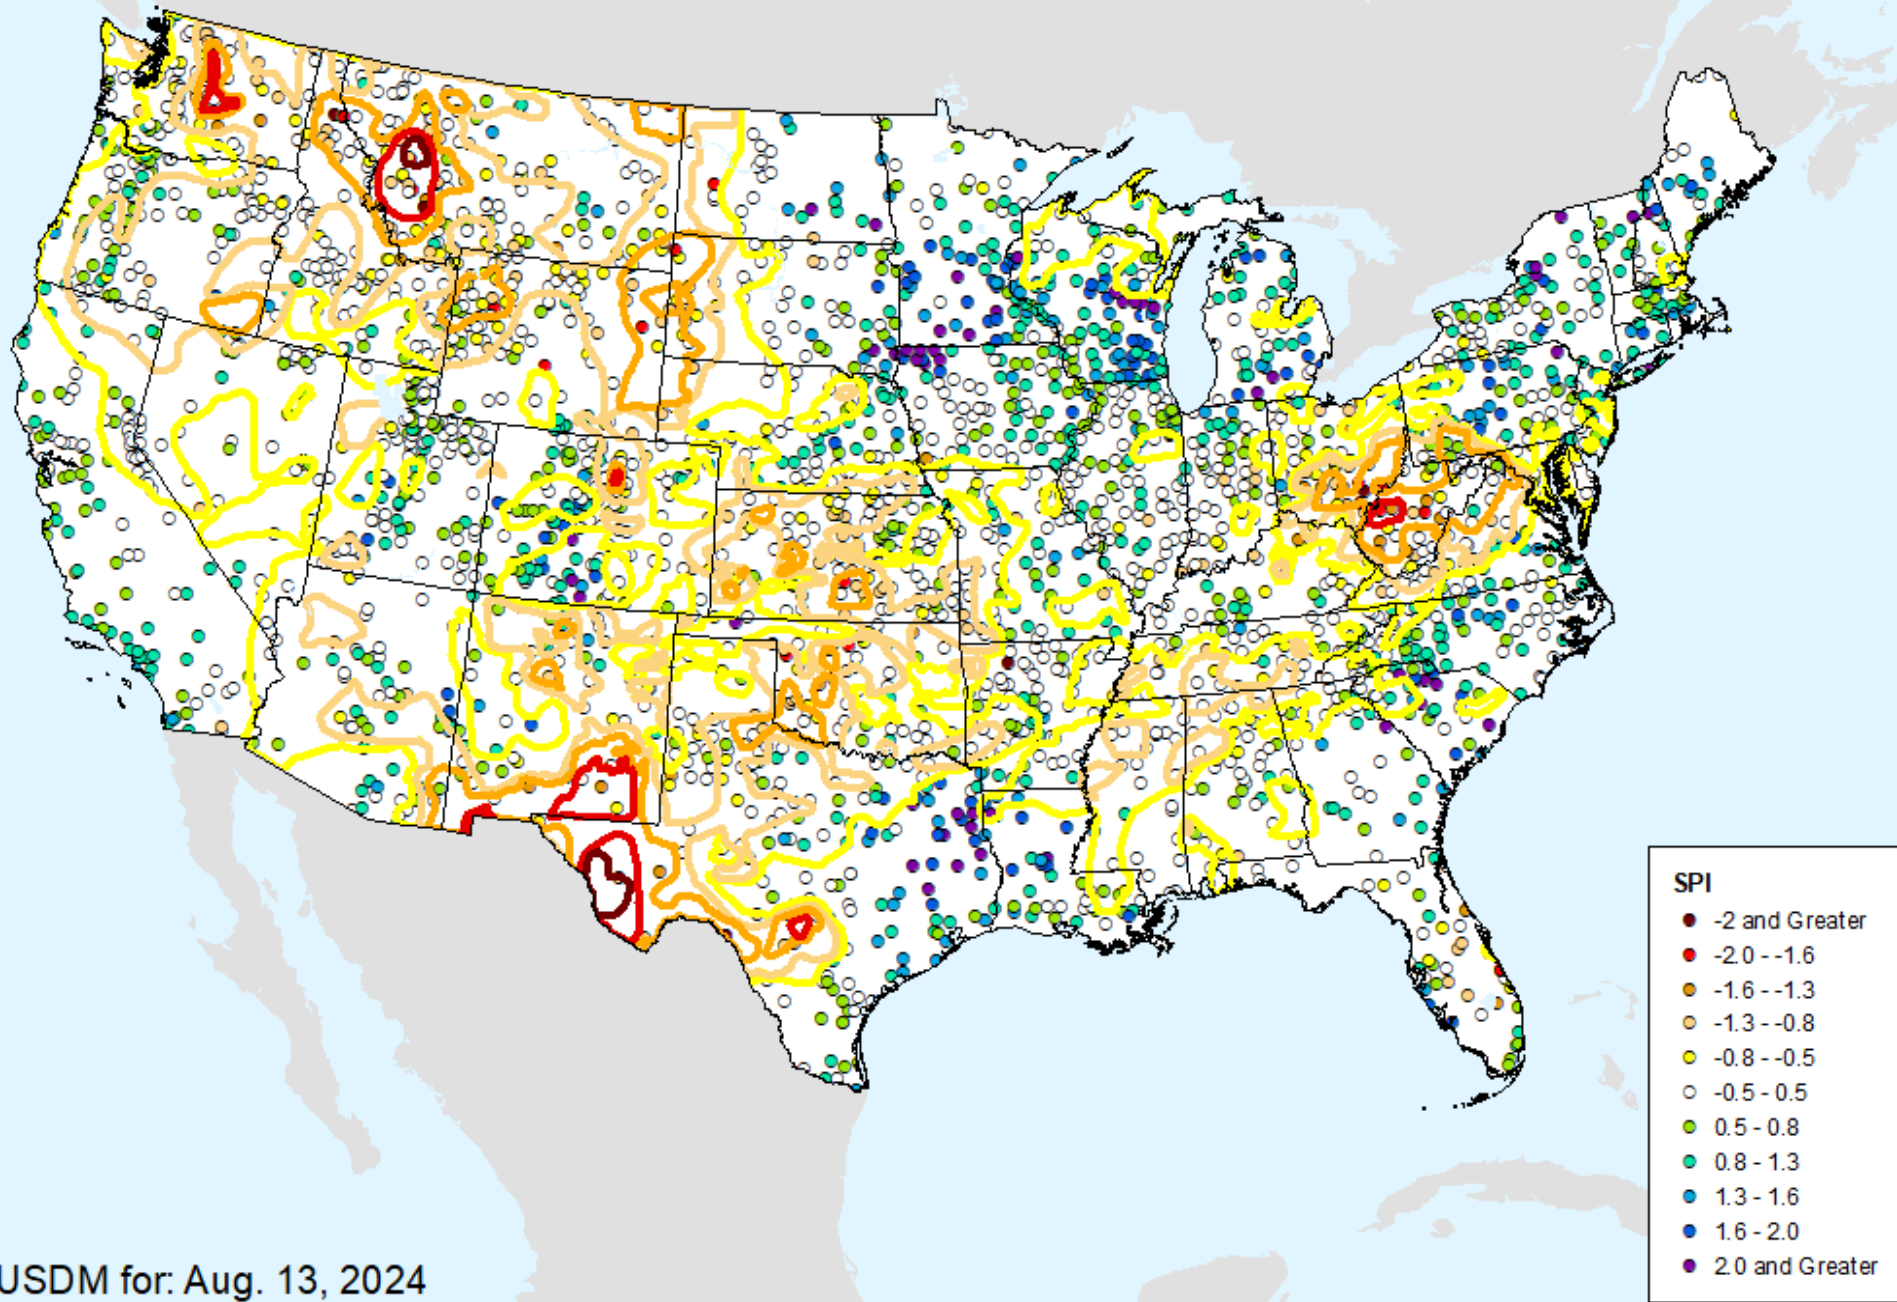 SPI
-2 and Greater
-2.0 - -1.6
-1.6 - -1.3
-1.3 - -0.8
-0.8 - -0.5
-0.5 - 0.5
0.5 - 0.8
0.8 - 1.3
1.3 - 1.6
1.6 - 2.0
2.0 and Greater
USDM for: Aug. 13, 2024